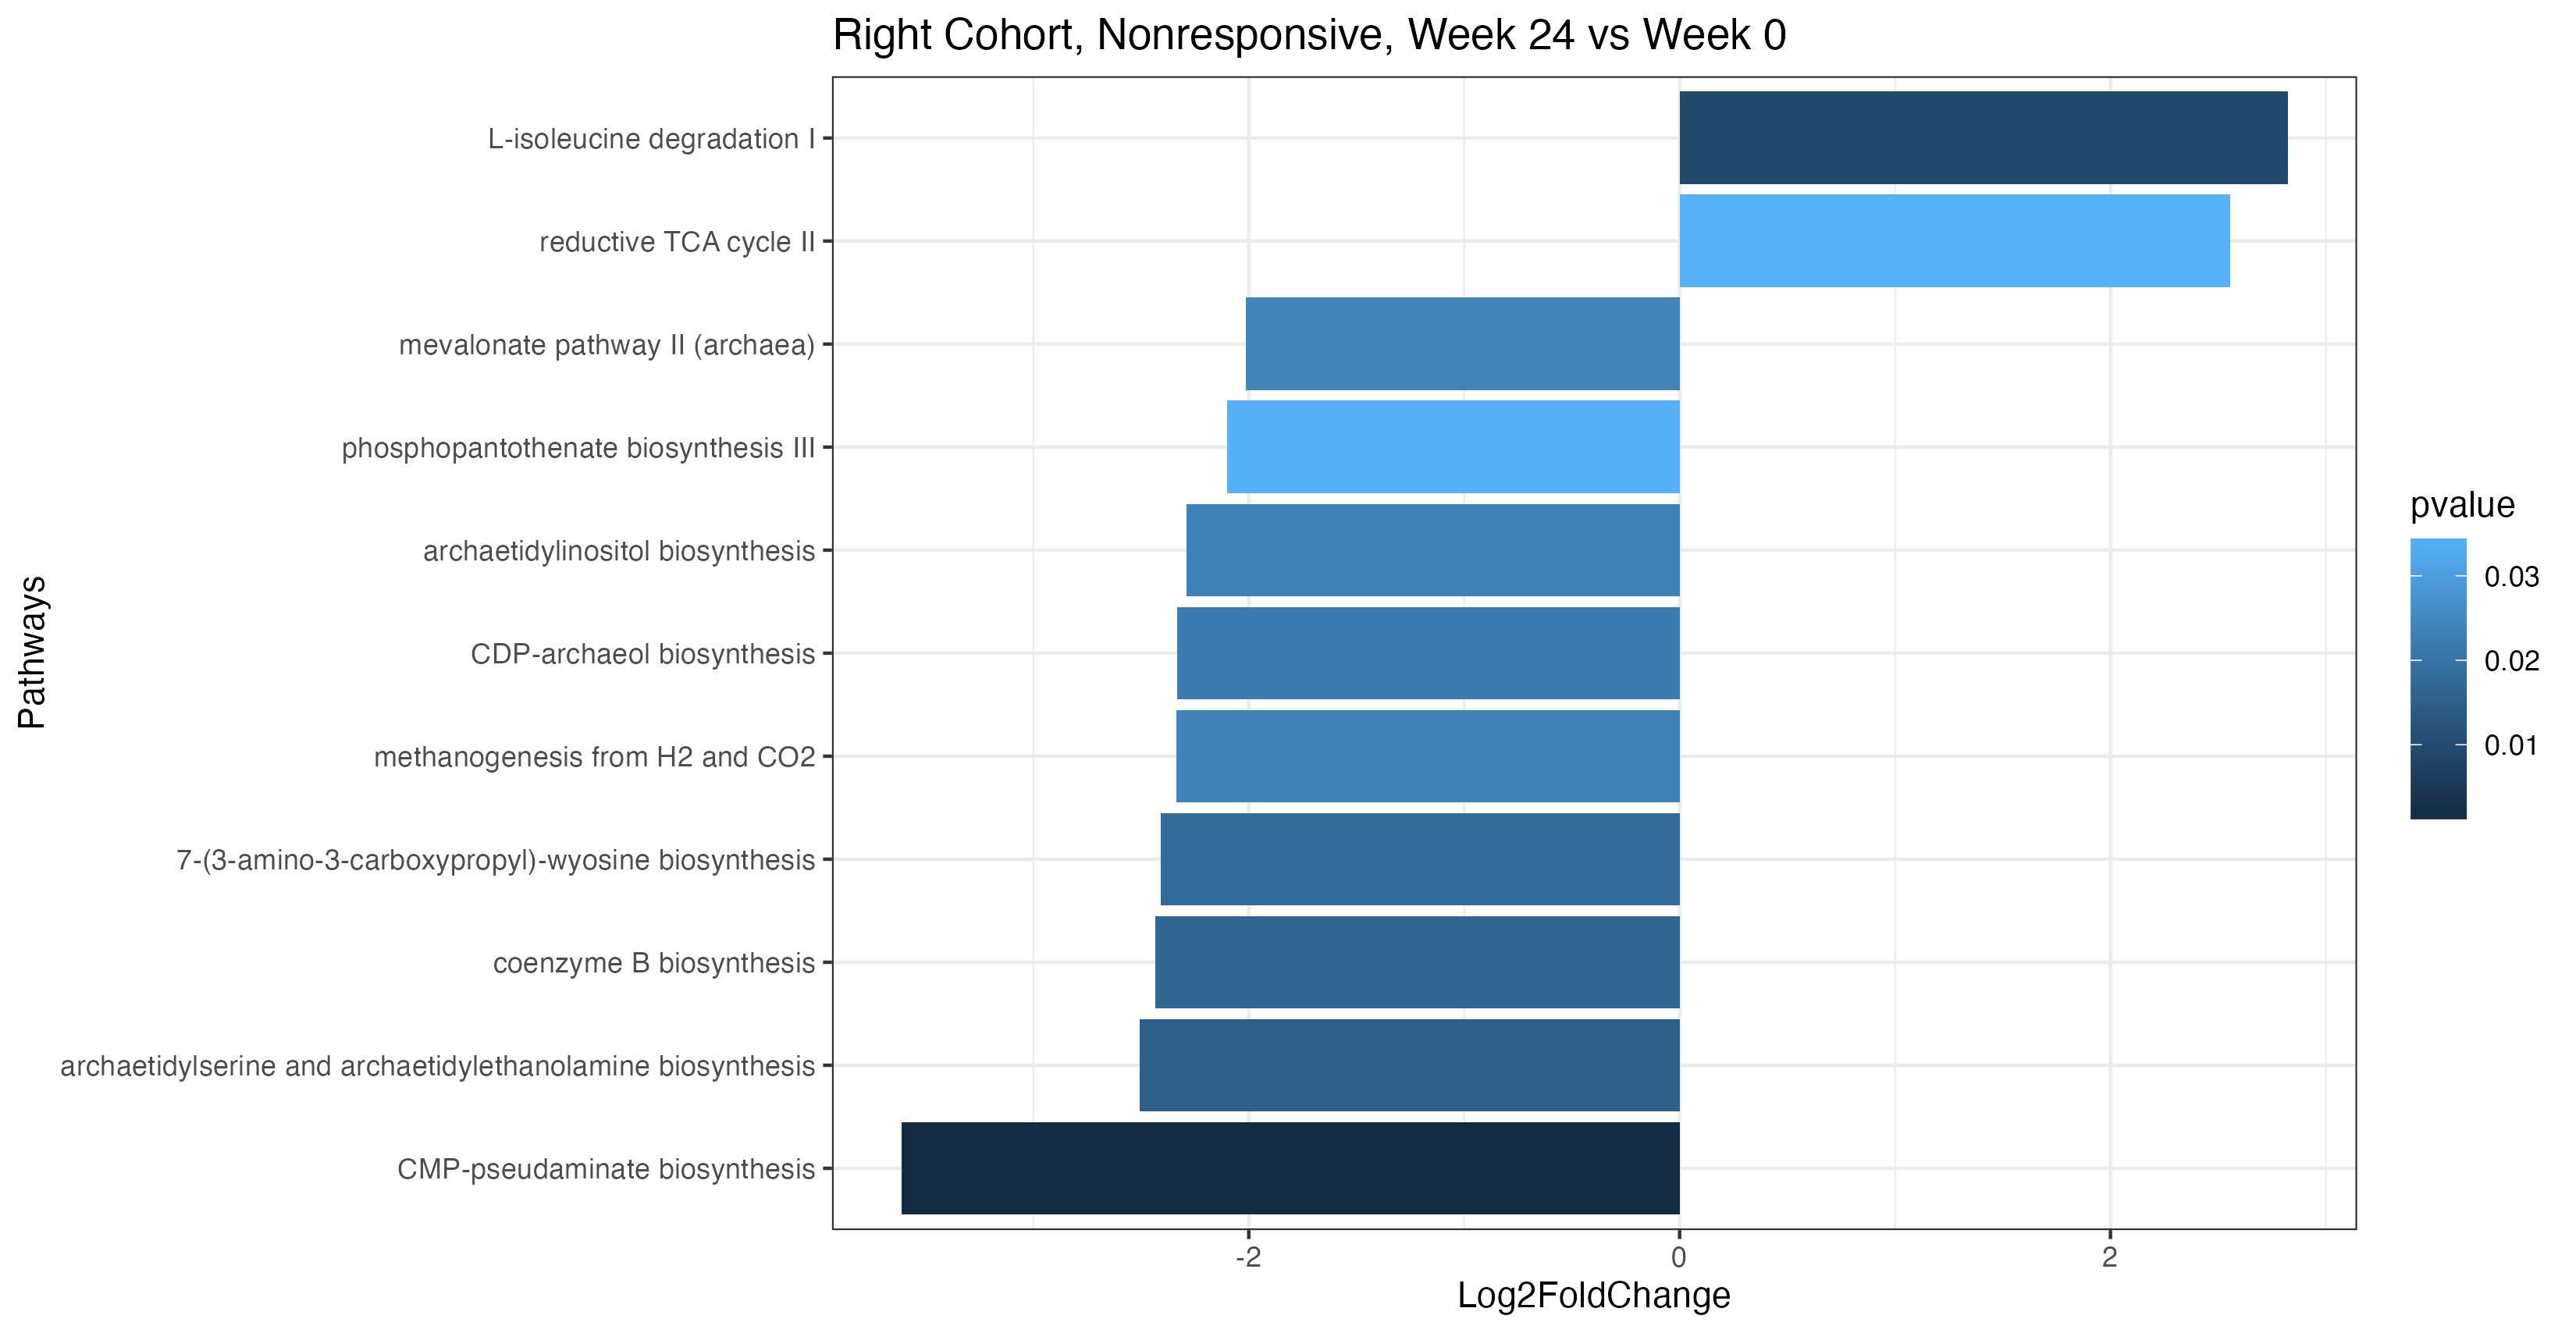 Right Cohort, Nonresponsive, Week 24 vs Week 0
L-isoleucine degradation I
reductive TCA cycle II
mevalonate pathway II (archaea)
phosphopantothenate biosynthesis III
archaetidylinositol biosynthesis
CDP-archaeol biosynthesis
methanogenesis from H2 and CO2
7-(3-amino-3-carboxypropyl)-wyosine biosynthesis
coenzyme B biosynthesis
archaetidylserine and archaetidylethanolamine biosynthesis
CMP-pseudaminate biosynthesis
Pathways
-2 0 2
Log2FoldChange
pvalue
0.03
0.02
0.01